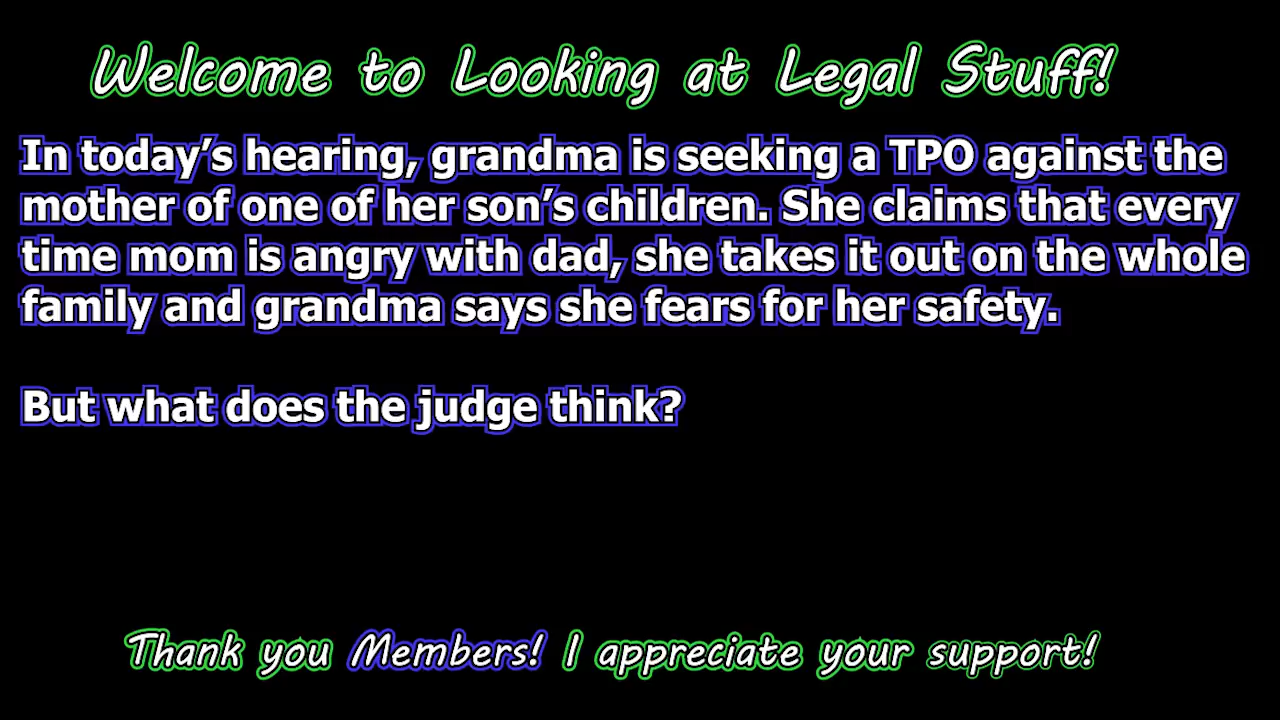 Welcome to Looking at Legal Stuff!
In today’s hearing, grandma is seeking a TPO against the
mother of one of her son’s children. She claims that every
time mom is angry with dad, she takes it out on the whole
family and grandma says she fears for her safety.
But what does the judge think?
Thank you Members! I appreciate your support!